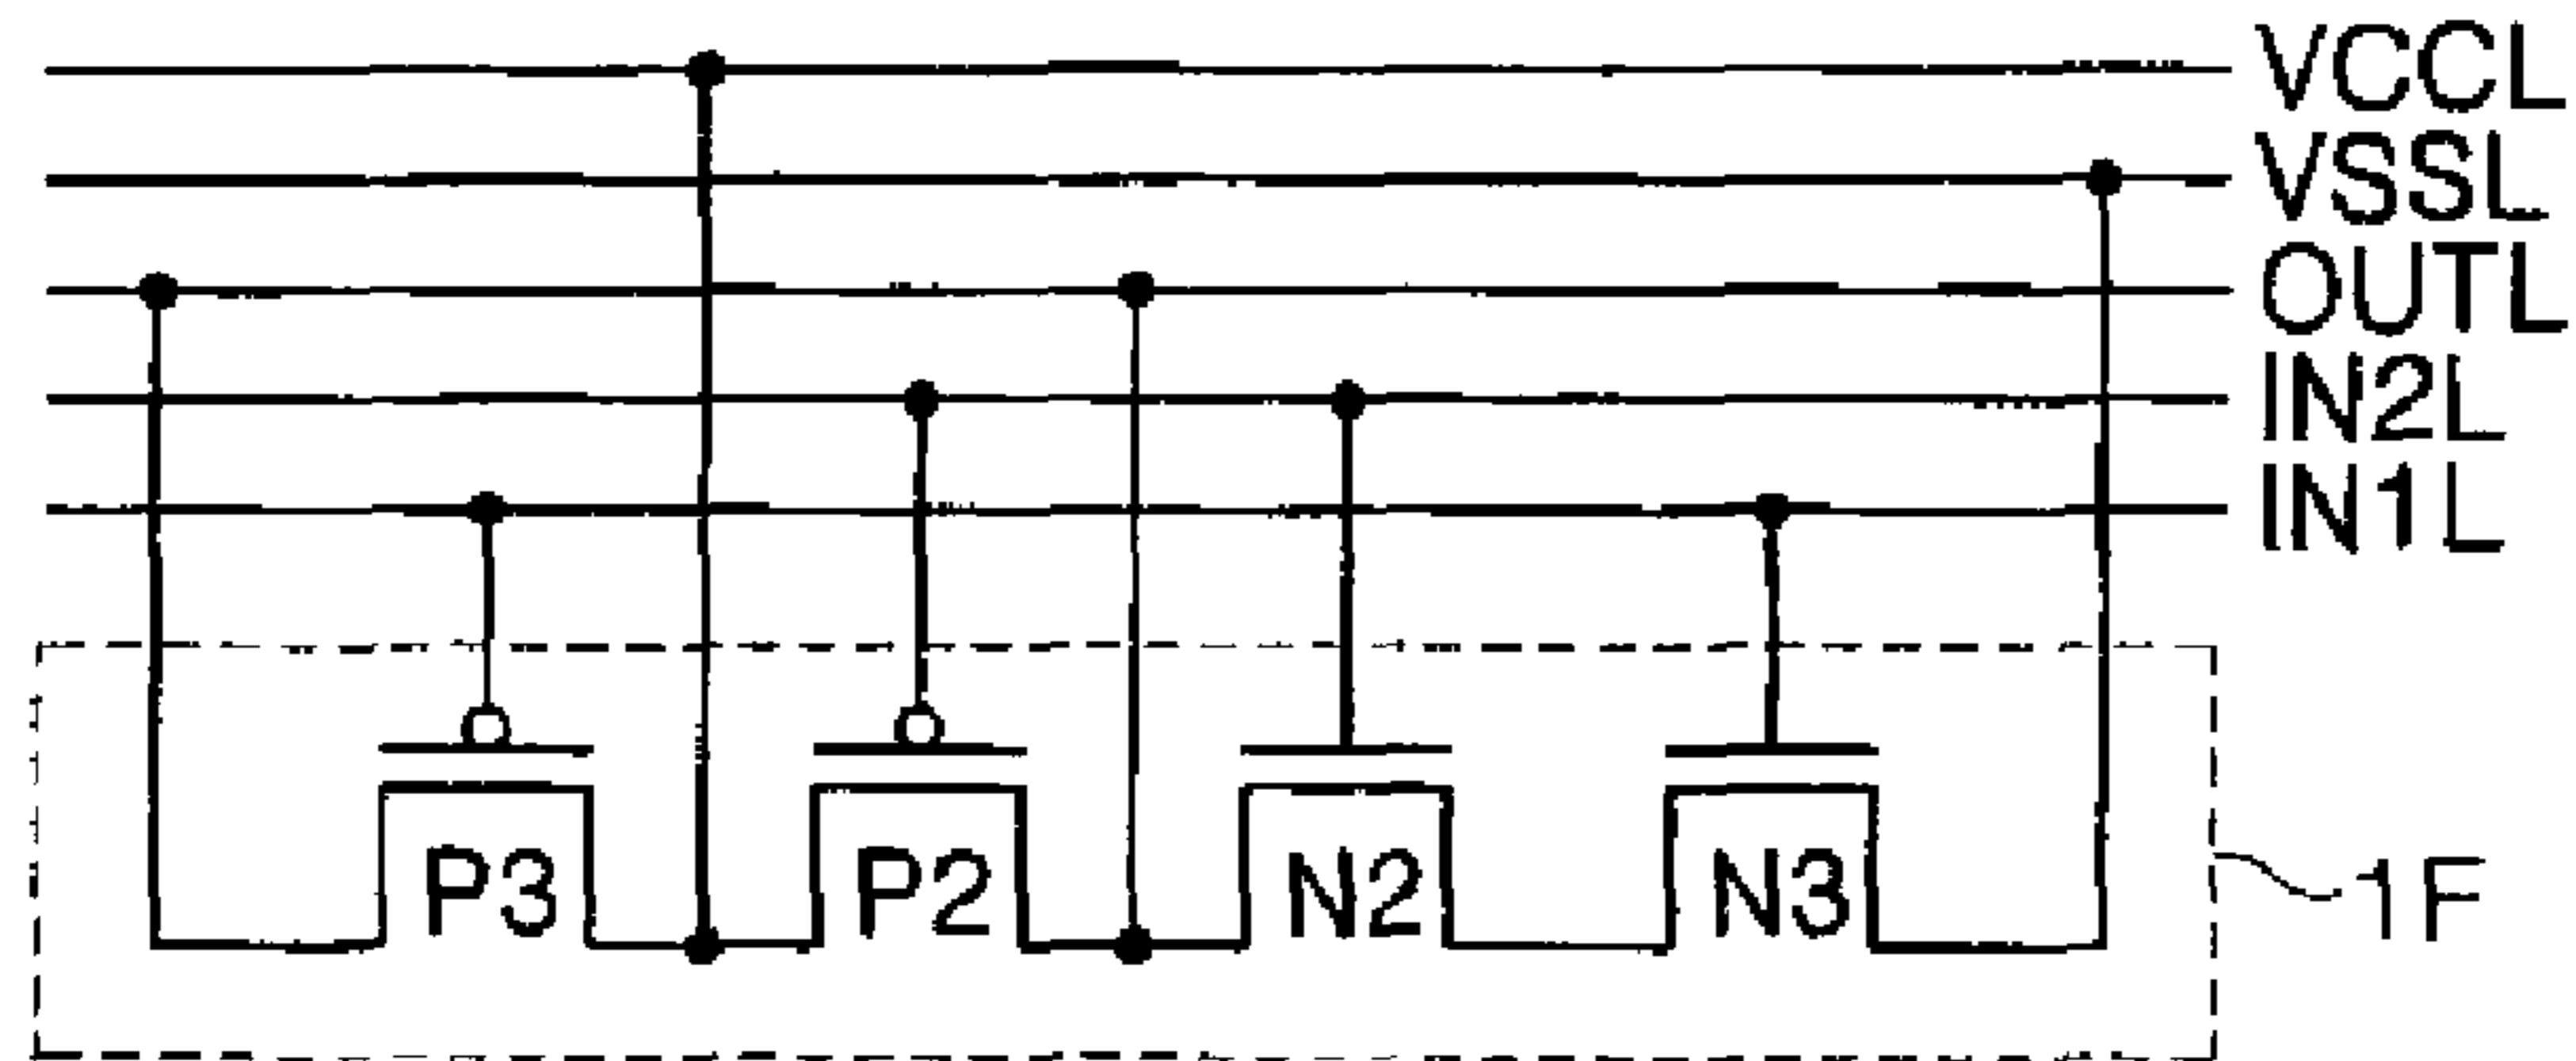 VCCL
VSSL
OUTL
IN2L
IN1L
P3 P2 N2 N3
1F